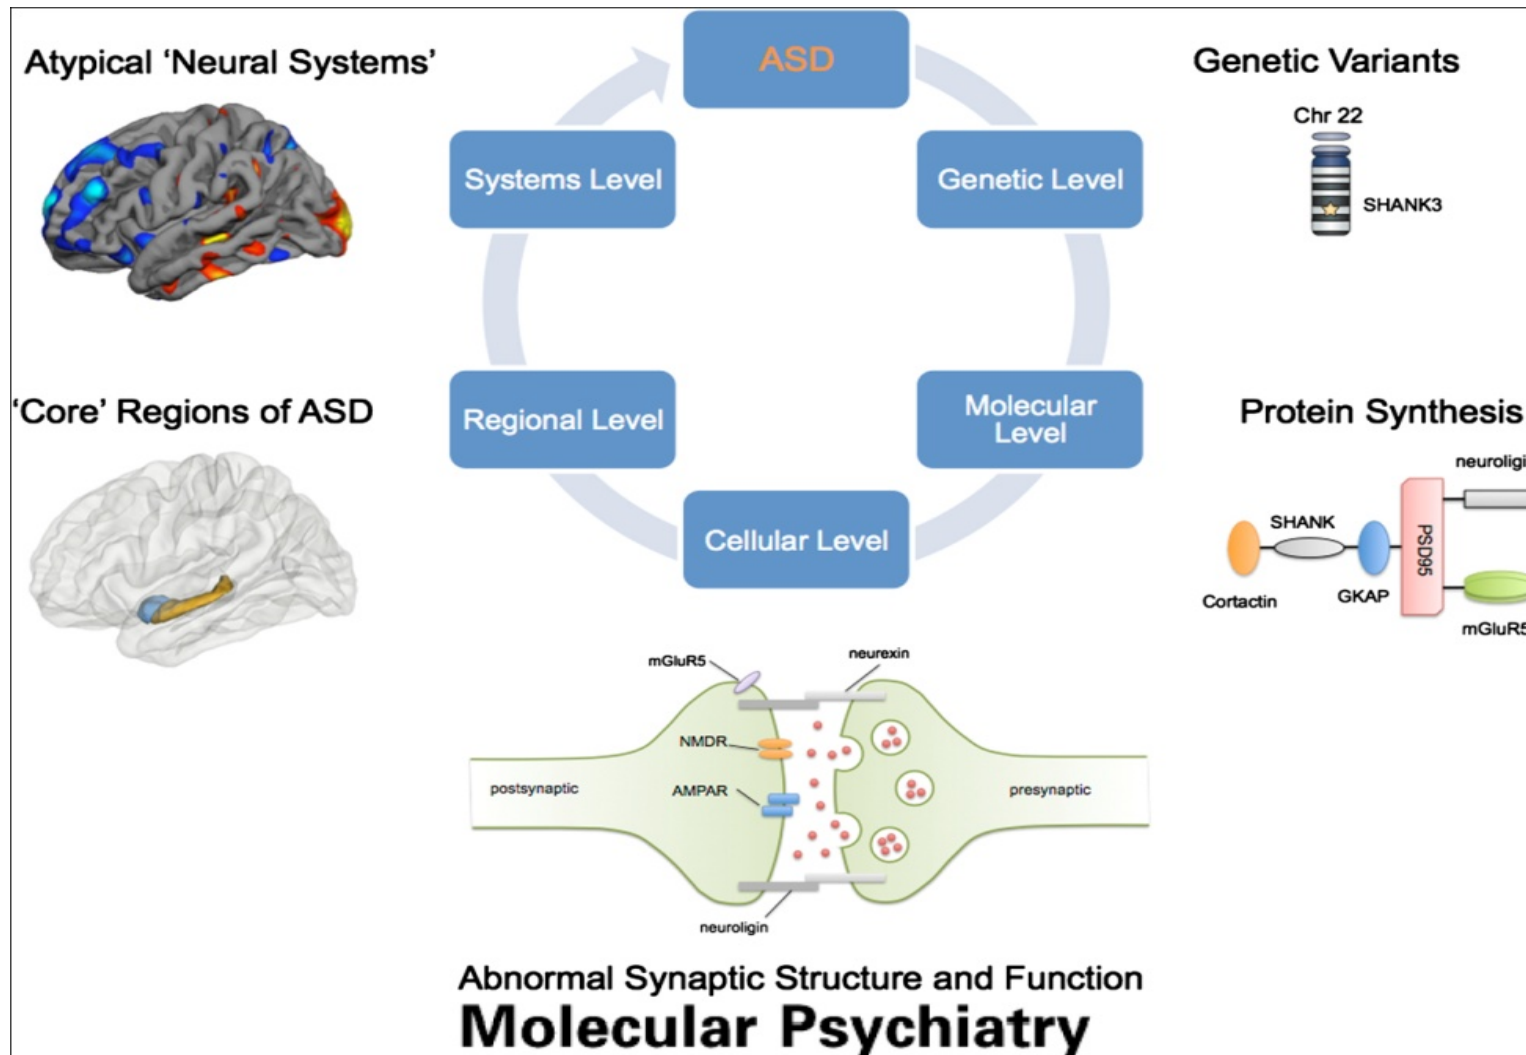 Atypical ‘Neural Systems’
ASD
Genetic Variants
Chr 22
SHANK3
Systems Level
Genetic Level
Regional Level
Molecular
Level
Cellular Level
‘Core’ Regions of ASD
Protein Synthesis
neuroligi
SHANK
PSD95
Cortactin
GKAP
mGluR5
mGluR5
neurexin
NMDR
AMPAR
postsynaptic
presynaptic
neuroligin
Abnormal Synaptic Structure and Function
Molecular Psychiatry